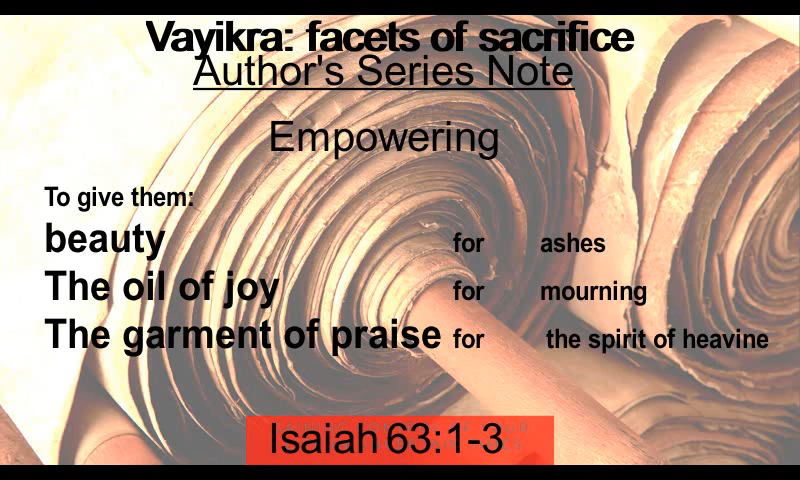 Vayikra: facets of sacrifice
Author's Series Note
Empowering
To give them:
beauty for ashes
The oil of joy for mourning
The garment of praise for the spirit of heavine
Isaiah 63:1-3